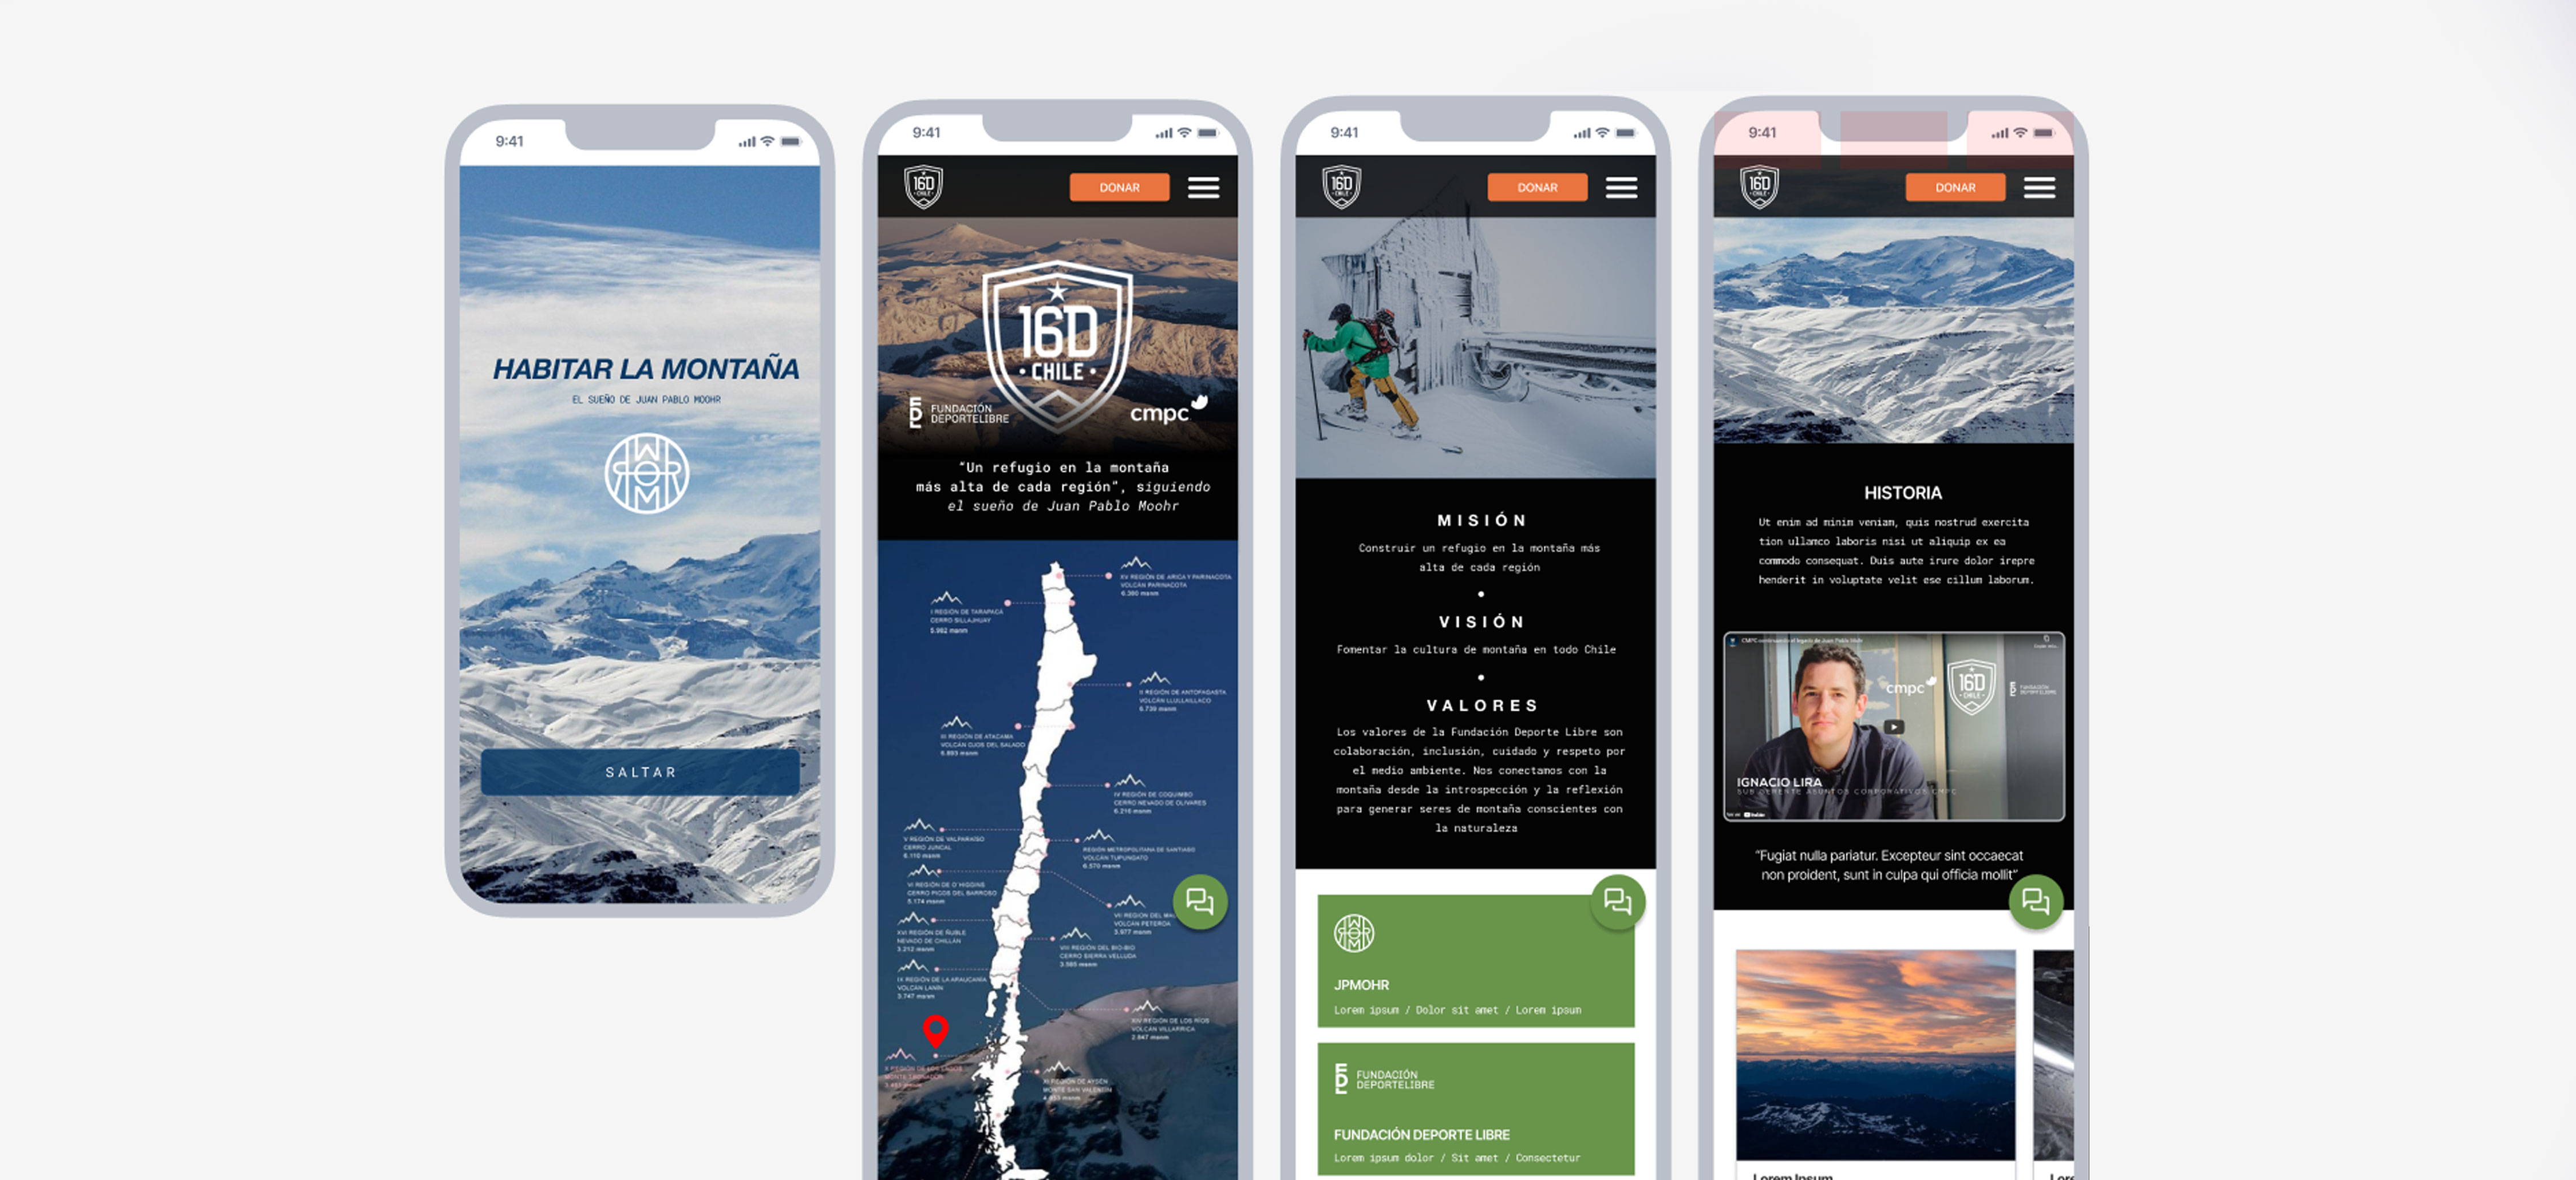 9:41
HABITAR LA MONTAÑA
EL SUEÑO DE JUAN PABLO MOOHR
SALTAR
9:41
16D
CHILE
DONAR
16D
• CHILE •
FUNDACIÓN
DEPORTELIBRE
cmpc
“Un refugio en la montaña
más alta de cada región”, siguiendo
el sueño de Juan Pablo Moohr
XV REGIÓN DE ARICA Y PARINACOTA
VOLCÁN PARINACOTA
6.380 msnm
I REGIÓN DE TARAPACÁ
CERRO SILLAJHUAY
5.982 msnm
II REGIÓN DE ANTOFAGASTA
VOLCÁN LLULLAILLACO
6.739 msnm
III REGIÓN DE ATACAMA
VOLCÁN OJOS DEL SALADO
6.893 msnm
IV REGIÓN DE COQUIMBO
CERRO NEVADO DE OLIVARES
6.216 msnm
V REGIÓN DE VALPARAÍSO
CERRO JUNCAL
6.110 msnm
REGIÓN METROPOLITANA DE SANTIAGO
VOLCÁN TUPUNGATO
6.570 msnm
VI REGIÓN DE O'HIGGINS
CERRO PICOS DEL BARROSO
5.174 msnm
VII REGIÓN DEL
VOLCÁN PETEROA
3.977 msnm
XVI REGIÓN DE ÑUBLE
NEVADO DE CHILLÁN
3.212 msnm
VIII REGIÓN DEL BIO-BIO
CERRO SIERRA VELLUDA
3.585 msnm
IX REGIÓN DE LA ARAUCANÍA
VOLCÁN LANÍN
3.747 msnm
XIV REGIÓN DE LOS RÍOS
VOLCÁN VILLARRICA
2.847 msnm
X REGIÓN DE LOS LAGOS
MONTE TRONADOR
XI REGIÓN DE AYSÉN
MONTE SAN VALENTÍN
9:41
16D
CHILE
DONAR
MISIÓN
Construir un refugio en la montaña más
alta de cada región
•
VISIÓN
Fomentar la cultura de montaña en todo Chile
•
VALORES
Los valores de la Fundación Deporte Libre son
colaboración, inclusión, cuidado y respeto por
el medio ambiente. Nos conectamos con la
montaña desde la introspección y la reflexión
para generar seres de montaña conscientes con
la naturaleza
JPMOHR
Lorem ipsum / Dolor sit amet / Lorem ipsum
FUNDACIÓN
DEPORTELIBRE
FUNDACIÓN DEPORTE LIBRE
Lorem ipsum dolor / Sit amet / Consectetur
9:41
16D
CHILE
DONAR
HISTORIA
Ut enim ad minim veniam, quis nostrud exercita
tion ullamco laboris nisi ut aliquip ex ea
commodo consequat. Duis aute irure dolor irepre
henderit in voluptate velit ese cillum laborum.
CMPC continuando el legado de Juan Pablo Mohr
cmpc
16D
CHILE
FUNDACIÓN
DEPORTELIBRE
IGNACIO LIRA
SUB GERENTE ASUNTOS CORPORATIVOS CMPC
YouTube
“Fugiat nulla pariatur. Excepteur sint occaecat
non proident, sunt in culpa qui officia mollit”
Lorem Ipsum